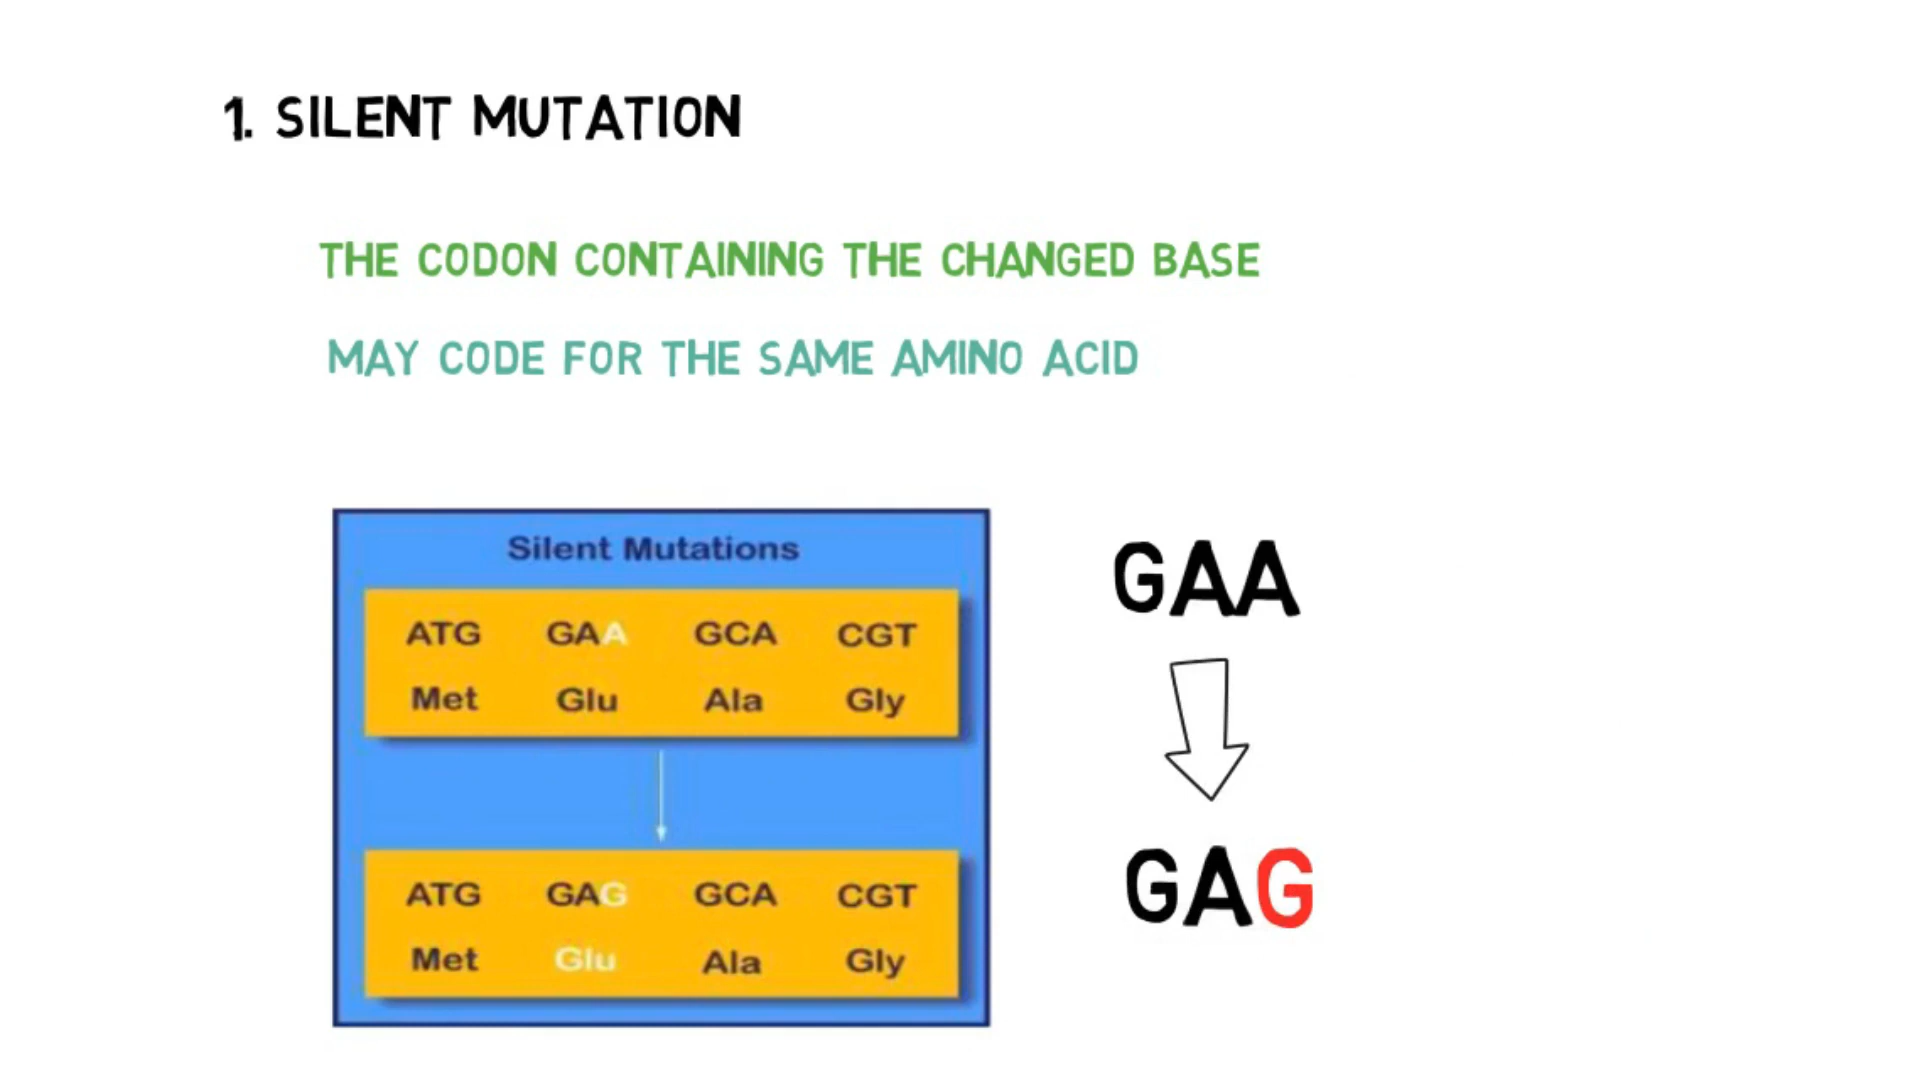 1. SILENT MUTATION
THE CODON CONTAINING THE CHANGED BASE
MAY CODE FOR THE SAME AMINO ACID
Silent Mutations
ATG GAA GCA CGT
Met Glu Ala Gly
ATG GAG GCA CGT
Met Glu Ala Gly
GAA
GAG